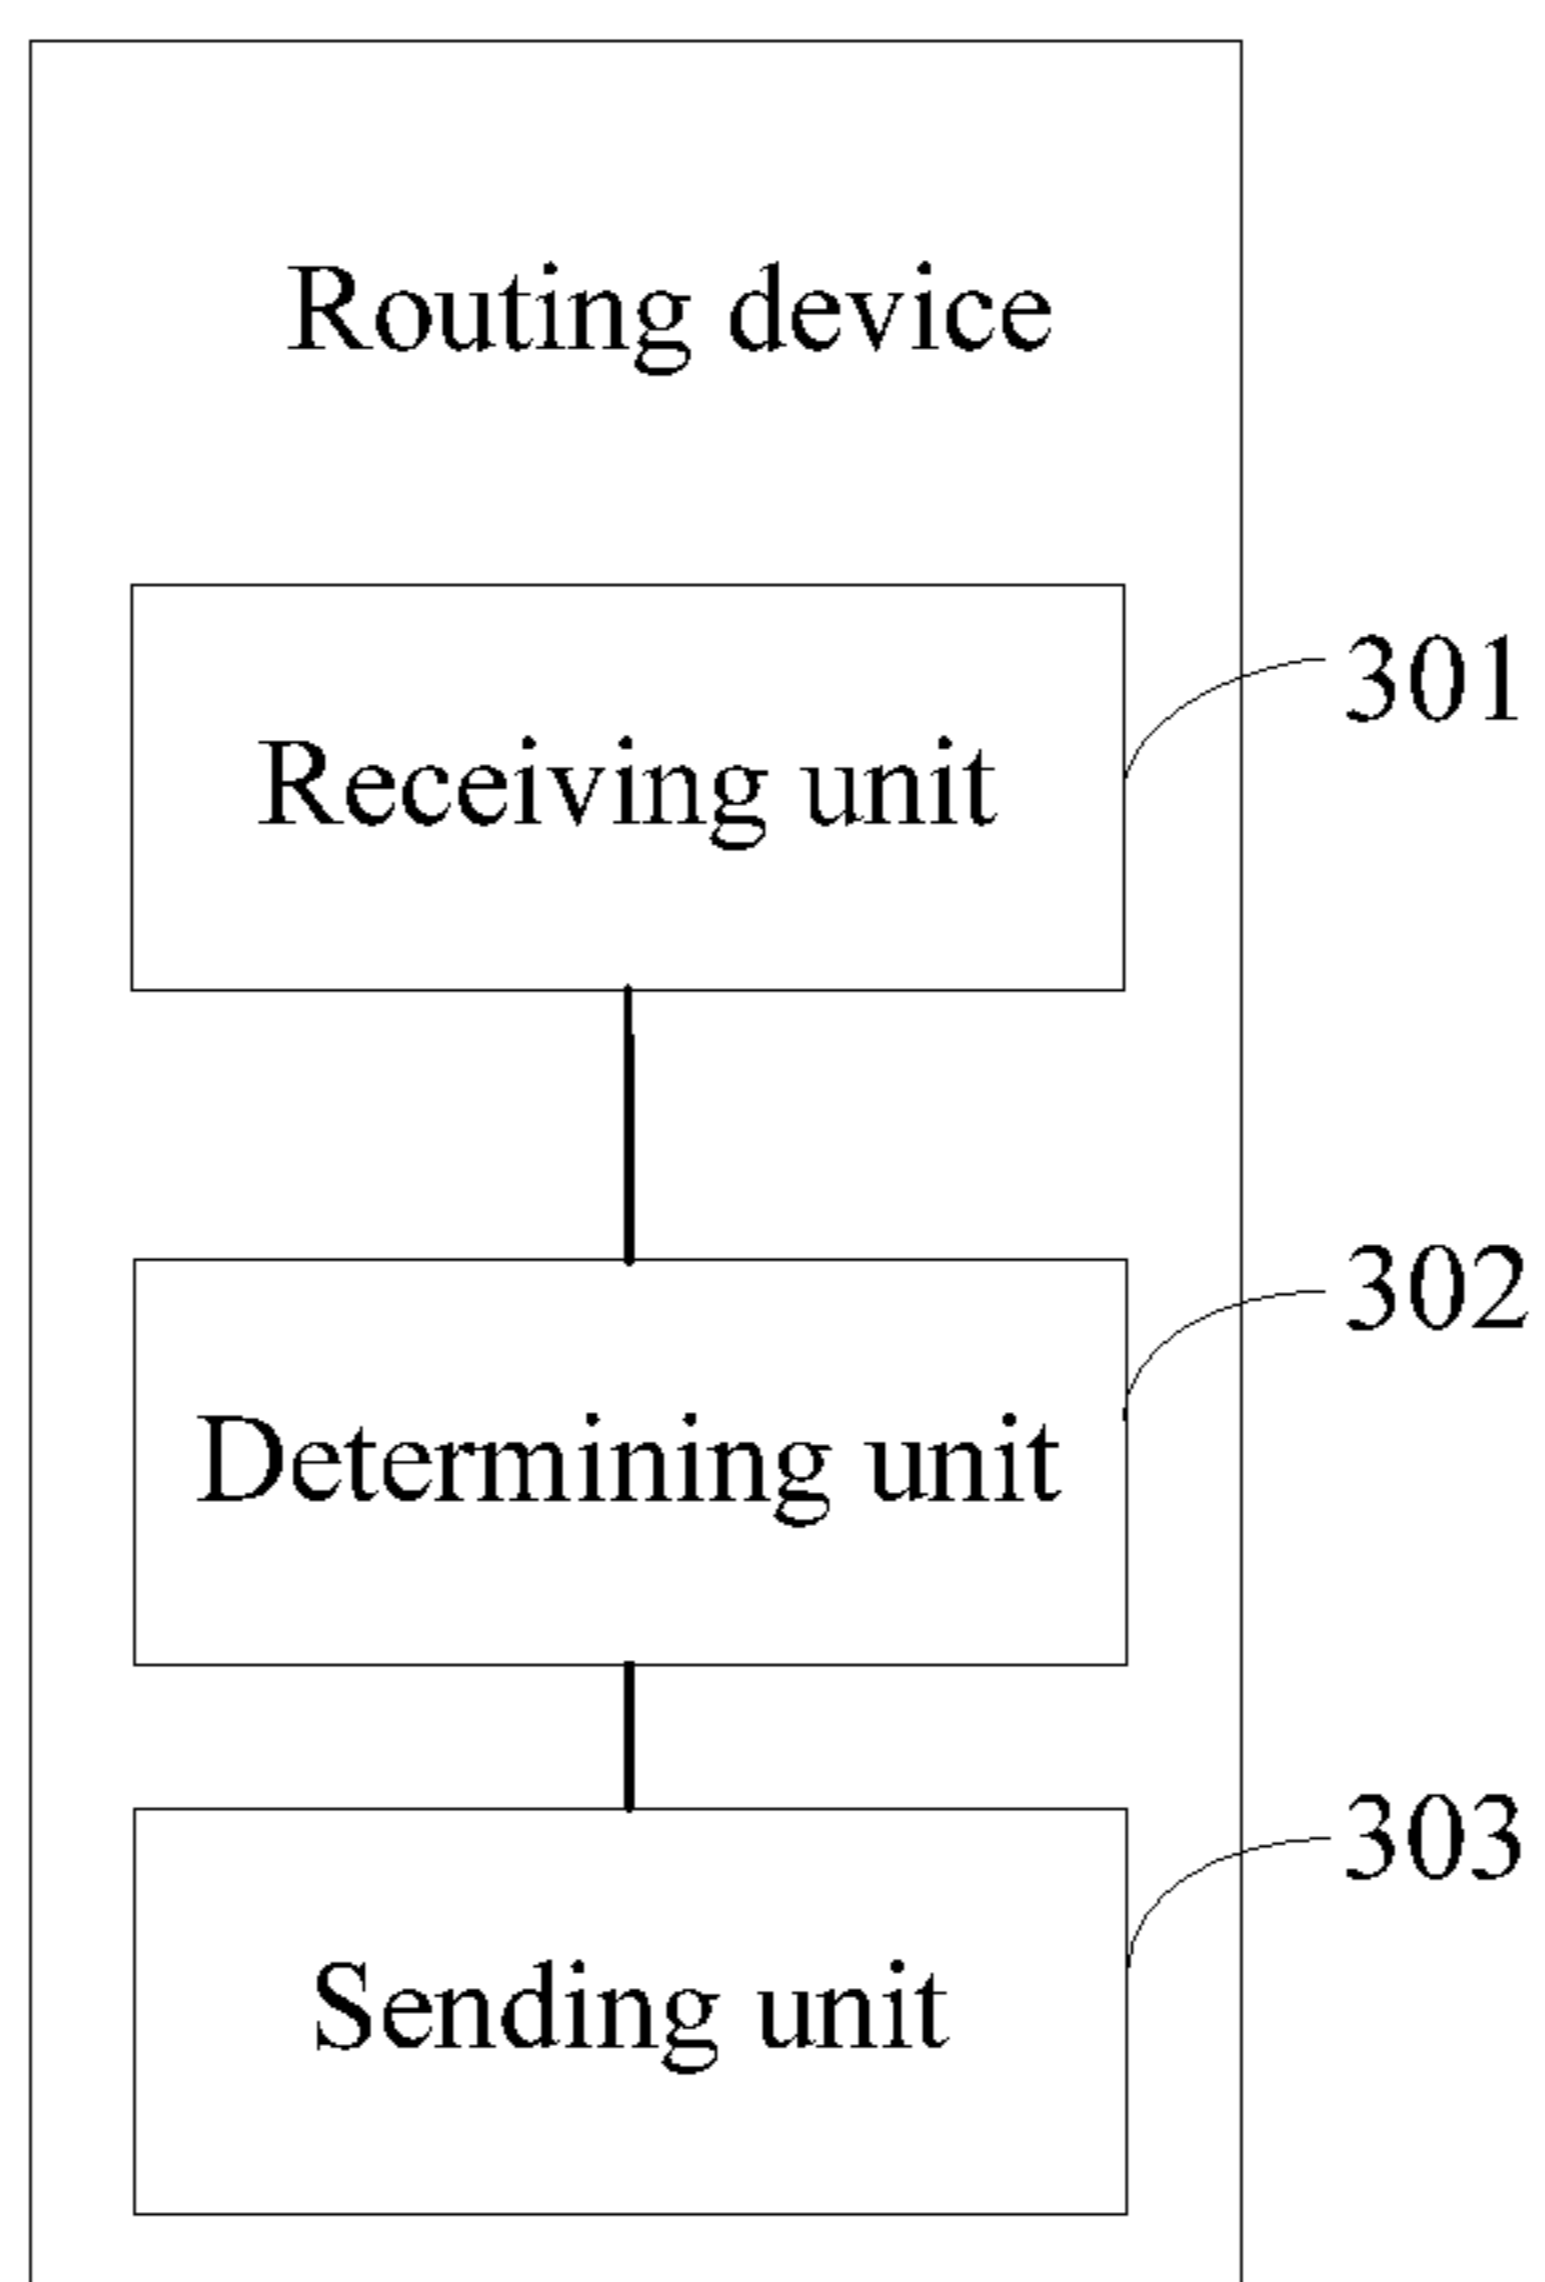 Routing device
301
Receiving unit
302
Determining unit
303
Sending unit